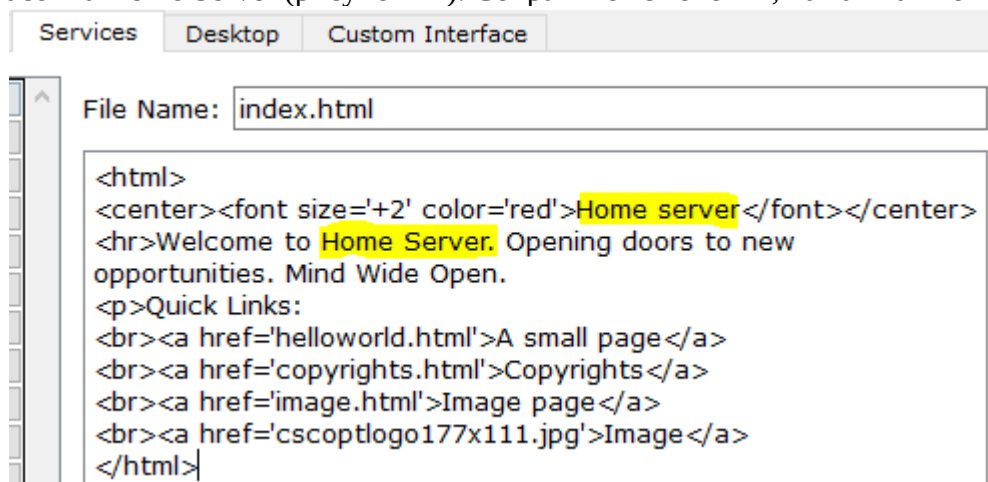 Services Desktop Custom Interface
File Name: index.html
<html>
<center><font size='+2' color='red'>Home server</font></center>
<hr>Welcome to Home Server. Opening doors to new
opportunities. Mind Wide Open.
<p>Quick Links:
<br><a href='helloworld.html'>A small page</a>
<br><a href='copyrights.html'>Copyrights</a>
<br><a href='image.html'>Image page</a>
<br><a href='cscoptlogo177x111.jpg'>Image</a>
</html>